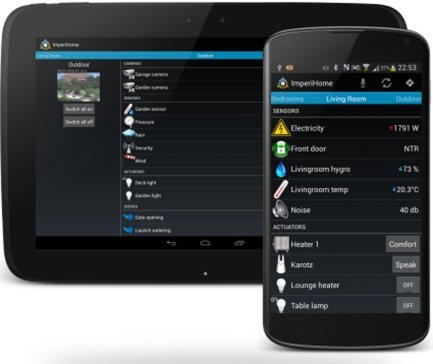 ImperiHome
Living Room
Outdoor
Outdoor
Switch all on
Switch all off
CAMERAS
Garage camera
Garden camera
SENSORS
Garden sensor
Pressure
Rain
Security
Wind
ACTUATORS
Deck light
Garden light
SCENES
Gate opening
Launch watering
37%
22:53
ImperiHome
Bedrooms
Living Room
Outdoor
SENSORS
Electricity
1791 W
Front door
NTR
Livingroom hygro
73 %
Livingroom temp
20.3°C
Noise
40 db
ACTUATORS
Heater 1
Comfort
Karotz
Speak
Lounge heater
OFF
Table lamp
OFF